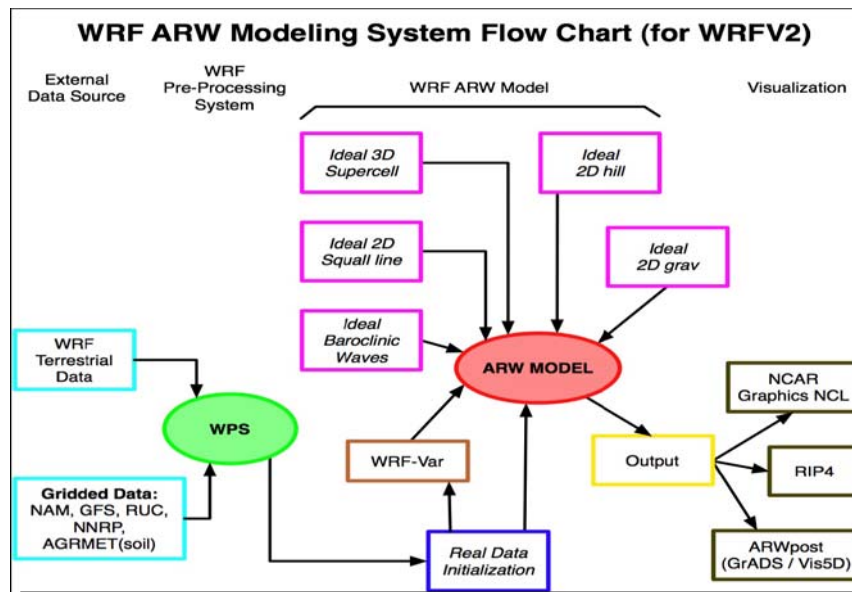 WRF ARW Modeling System Flow Chart (for WRFV2)
External
Data Source
WRF
Pre-Processing
System
WRF ARW Model
Visualization
Ideal 3D
Supercell
Ideal
2D hill
Ideal 2D
Squall line
Ideal
2D grav
Ideal
Baroclinic
Waves
WRF
Terrestrial
Data
ARW MODEL
WPS
NCAR
Graphics NCL
WRF-Var
Output
RIP4
Gridded Data:
NAM, GFS, RUC,
NNRP,
AGRMET(soil)
Real Data
Initialization
ARWpost
(GrADS / Vis5D)